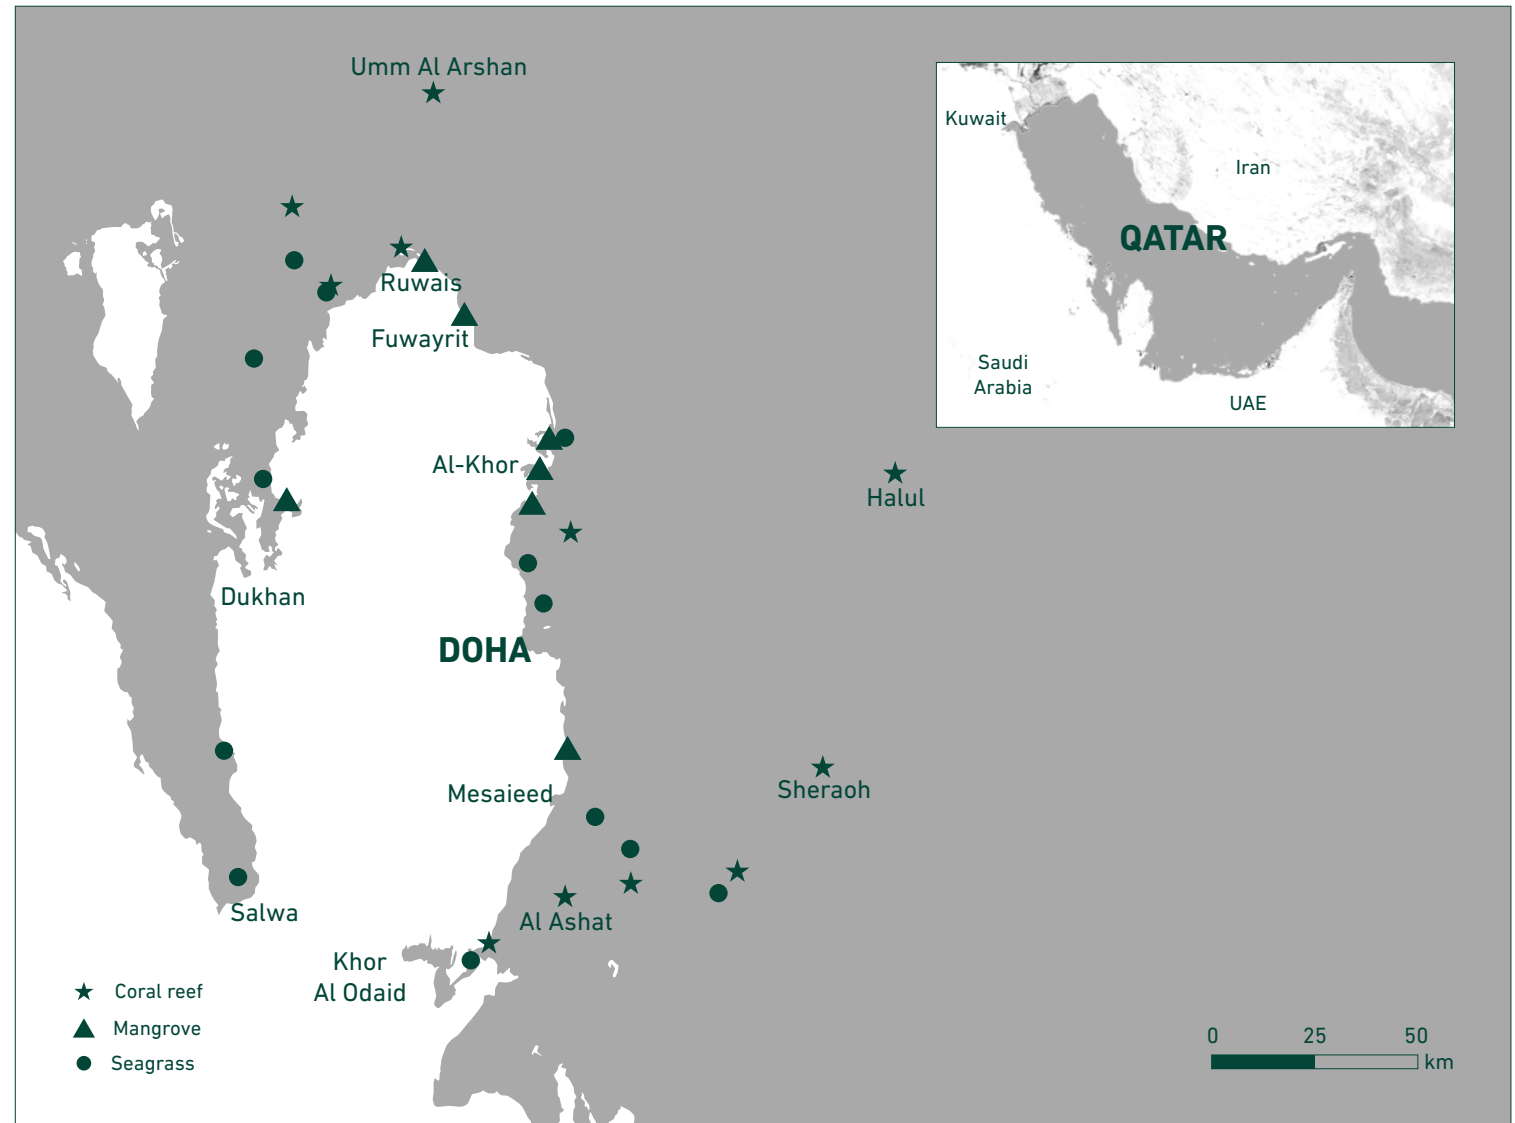 Umm Al Arshan
Kuwait
Iran
QATAR
Saudi
Arabia
UAE
Ruwais
Fuwayrit
Al-Khor
Halul
Dukhan
DOHA
Sheraoh
Mesaieed
Salwa
Al Ashat
Khor
Al Odaid
Coral reef
Mangrove
Seagrass
0 25 50
km